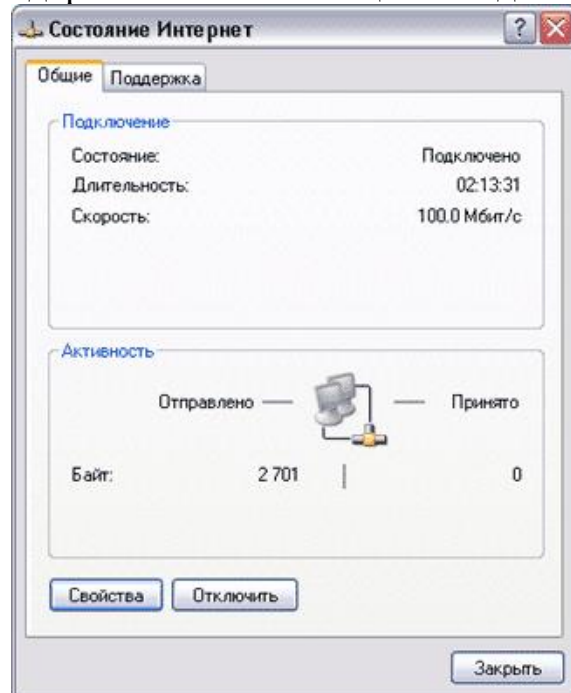 Состояние Интернет
Общие Поддержка
Подключение
Состояние: Подключено
Длительность: 02:13:31
Скорость: 100.0 Мбит/с
Активность
Отправлено — — Принято
Байт: 2 701 | 0
Свойства Отключить
Закрыть